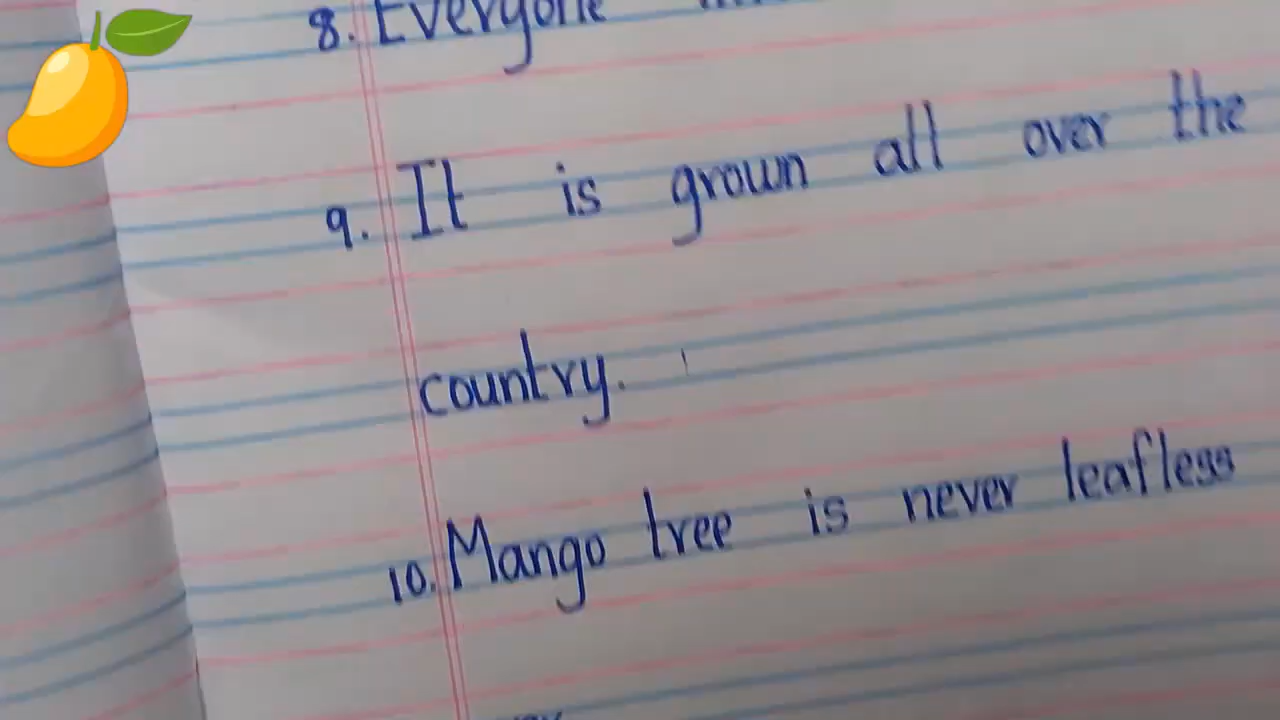 8. Everyone
9. It is grown all over the
country.
10. Mango tree is never leafless